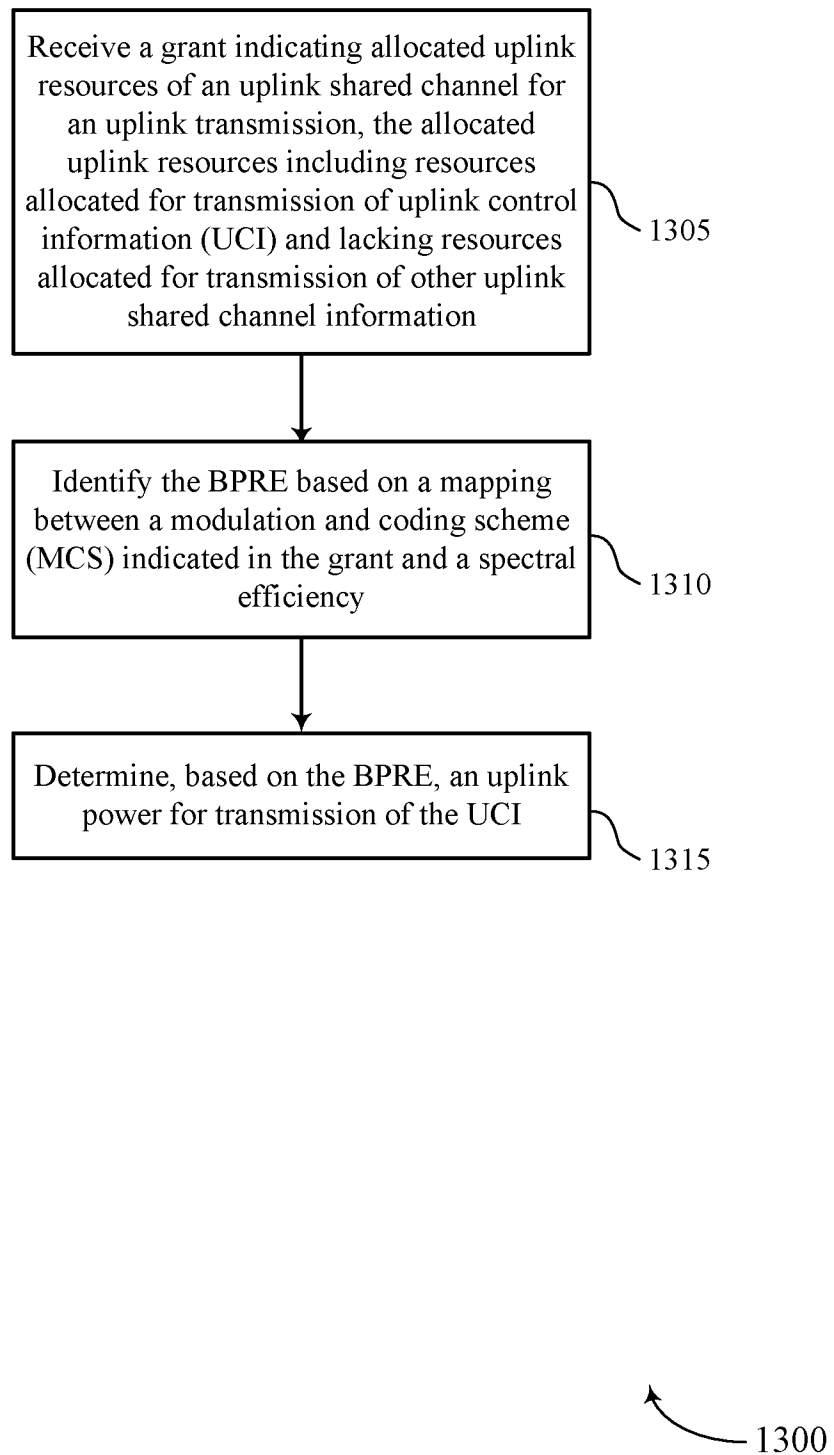 Receive a grant indicating allocated uplink
resources of an uplink shared channel for
an uplink transmission, the allocated
uplink resources including resources
allocated for transmission of uplink control
information (UCI) and lacking resources
allocated for transmission of other uplink
shared channel information
1305
Identify the BPRE based on a mapping
between a modulation and coding scheme
(MCS) indicated in the grant and a spectral
efficiency
1310
Determine, based on the BPRE, an uplink
power for transmission of the UCI
1315
1300